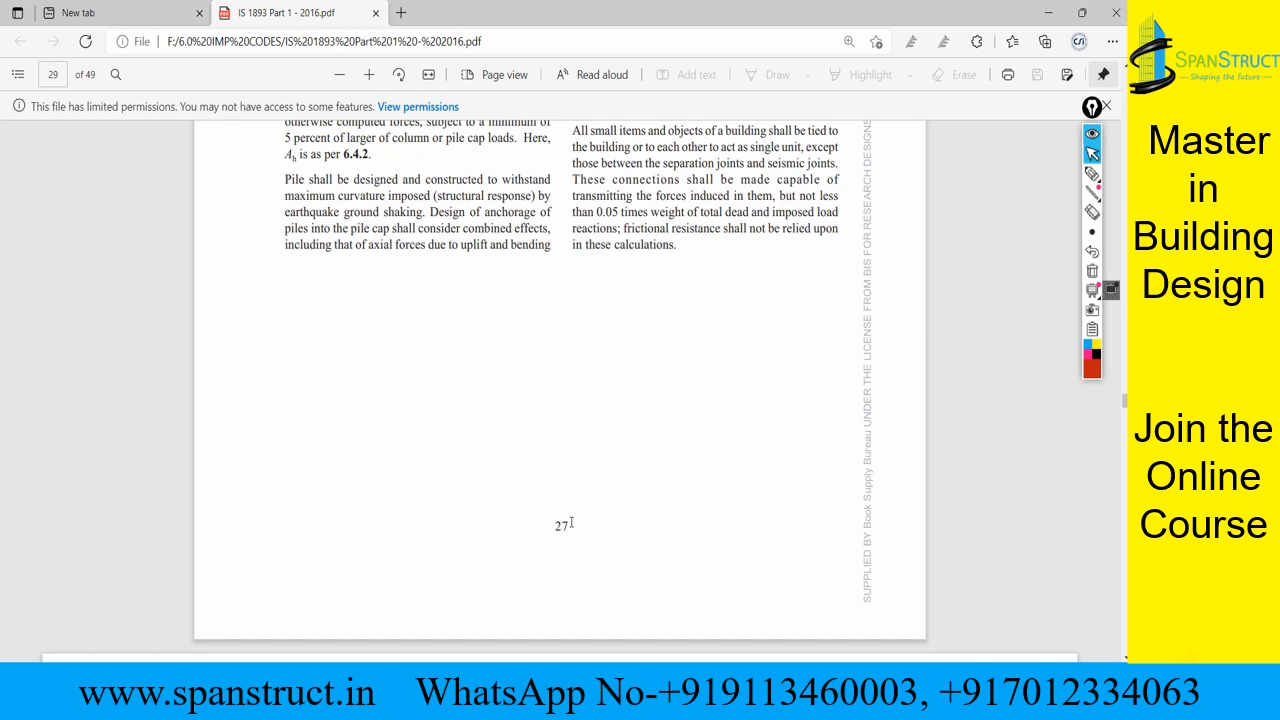 New tab
IS 1893 Part 1 - 2016.pdf
File
F:/6.0%20IMP%20CODES/IS%201893%20Part%201%20-%202016.pdf
29 of 49
Page view
Read aloud
Add text
Draw
Highlight
Erase
This file has limited permissions. You may not have access to some features. View permissions
otherwise computed forces, subject to a minimum of
5 percent of larger of column or pile cap loads. Here,
Ah is as per 6.4.2.
Pile shall be designed and constructed to withstand
maximum curvature inposed (structural response) by
earthquake ground shaking. Design of anchorage of
piles into the pile cap shall consider combined effects,
including that of axial forces due to uplift and bending
All small items and objects of a building shall be tied to
the building or to each other to act as single unit, except
those between the separation joints and seismic joints.
These connections shall be made capable of
transmitting the forces induced in them, but not less
than 0.05 times weight of total dead and imposed load
reactions; frictional resistance shall not be relied upon
in these calculations.
27
SUPPLIED BY Book Supply Bureau UNDER THE LICENSE FROM BIS FOR RESEARCH DESIGNS
SPANSTRUCT
Shaping the future
Master
in
Building
Design
Join the
Online
Course
www.spanstruct.in WhatsApp No-+919113460003, +917012334063